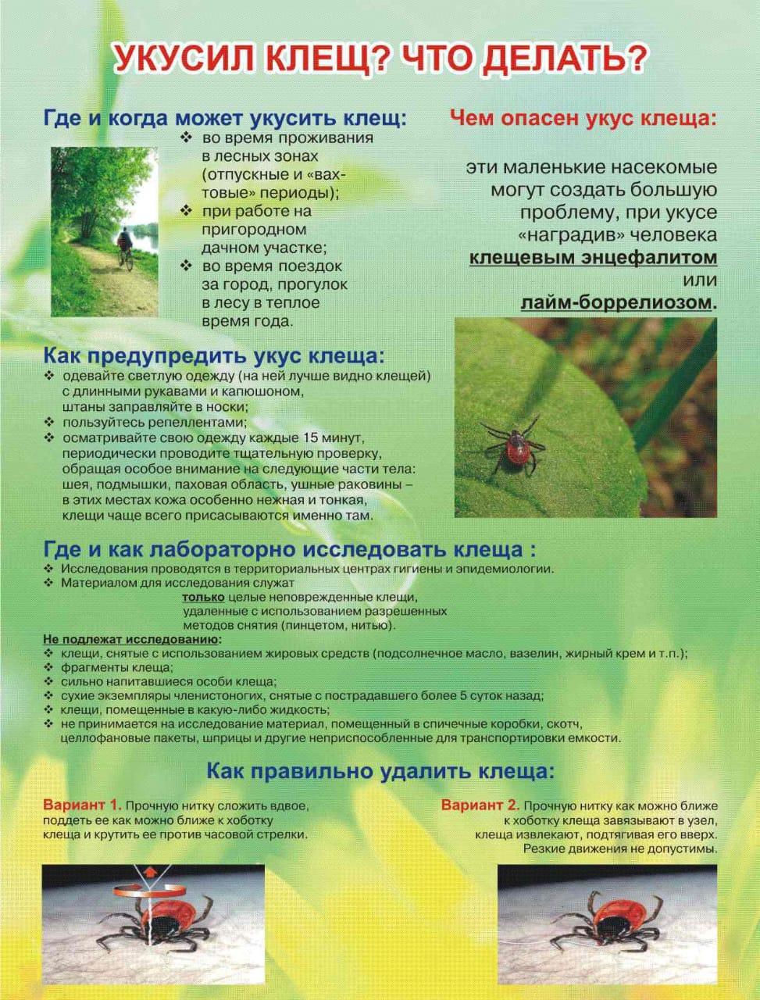 УКУСИЛ КЛЕЩ? ЧТО ДЕЛАТЬ?
Где и когда может укусить клещ:
❖ во время проживания
в лесных зонах
(отпускные и «вах-
товые» периоды);
❖ при работе на
пригородном
дачном участке;
❖ во время поездок
за город, прогулок
в лесу в теплое
время года.
Чем опасен укус клеща:
эти маленькие насекомые
могут создать большую
проблему, при укусе
«наградив» человека
клещевым энцефалитом
или
лайм-боррелиозом.
Как предупредить укус клеща:
❖ одевайте светлую одежду (на ней лучше видно клещей)
с длинными рукавами и капюшоном,
штаны заправляйте в носки;
❖ пользуйтесь репеллентами;
❖ осматривайте свою одежду каждые 15 минут,
периодически проводите тщательную проверку,
обращая особое внимание на следующие части тела:
шея, подмышки, паховая область, ушные раковины –
в этих местах кожа особенно нежная и тонкая,
клещи чаще всего присасываются именно там.
Где и как лабораторно исследовать клеща :
❖ Исследования проводятся в территориальных центрах гигиены и эпидемиологии.
❖ Материалом для исследования служат
только целые неповрежденные клещи,
удаленные с использованием разрешенных
методов снятия (пинцетом, нитью).
Не подлежат исследованию:
❖ клещи, снятые с использованием жировых средств (подсолнечное масло, вазелин, жирный крем и т.п.);
❖ фрагменты клеща;
❖ сильно напитавшиеся особи клеща;
❖ сухие экземпляры членистоногих, снятые с пострадавшего более 5 суток назад;
❖ клещи, помещенные в какую-либо жидкость;
❖ не принимается на исследование материал, помещенный в спичечные коробки, скотч,
целлофановые пакеты, шприцы и другие неприспособленные для транспортировки емкости.
Как правильно удалить клеща:
Вариант 1. Прочную нитку сложить вдвое,
поддеть ее как можно ближе к хоботку
клеща и крутить ее против часовой стрелки.
Вариант 2. Прочную нитку как можно ближе
к хоботку клеща завязывают в узел,
клеща извлекают, подтягивая его вверх.
Резкие движения не допустимы.